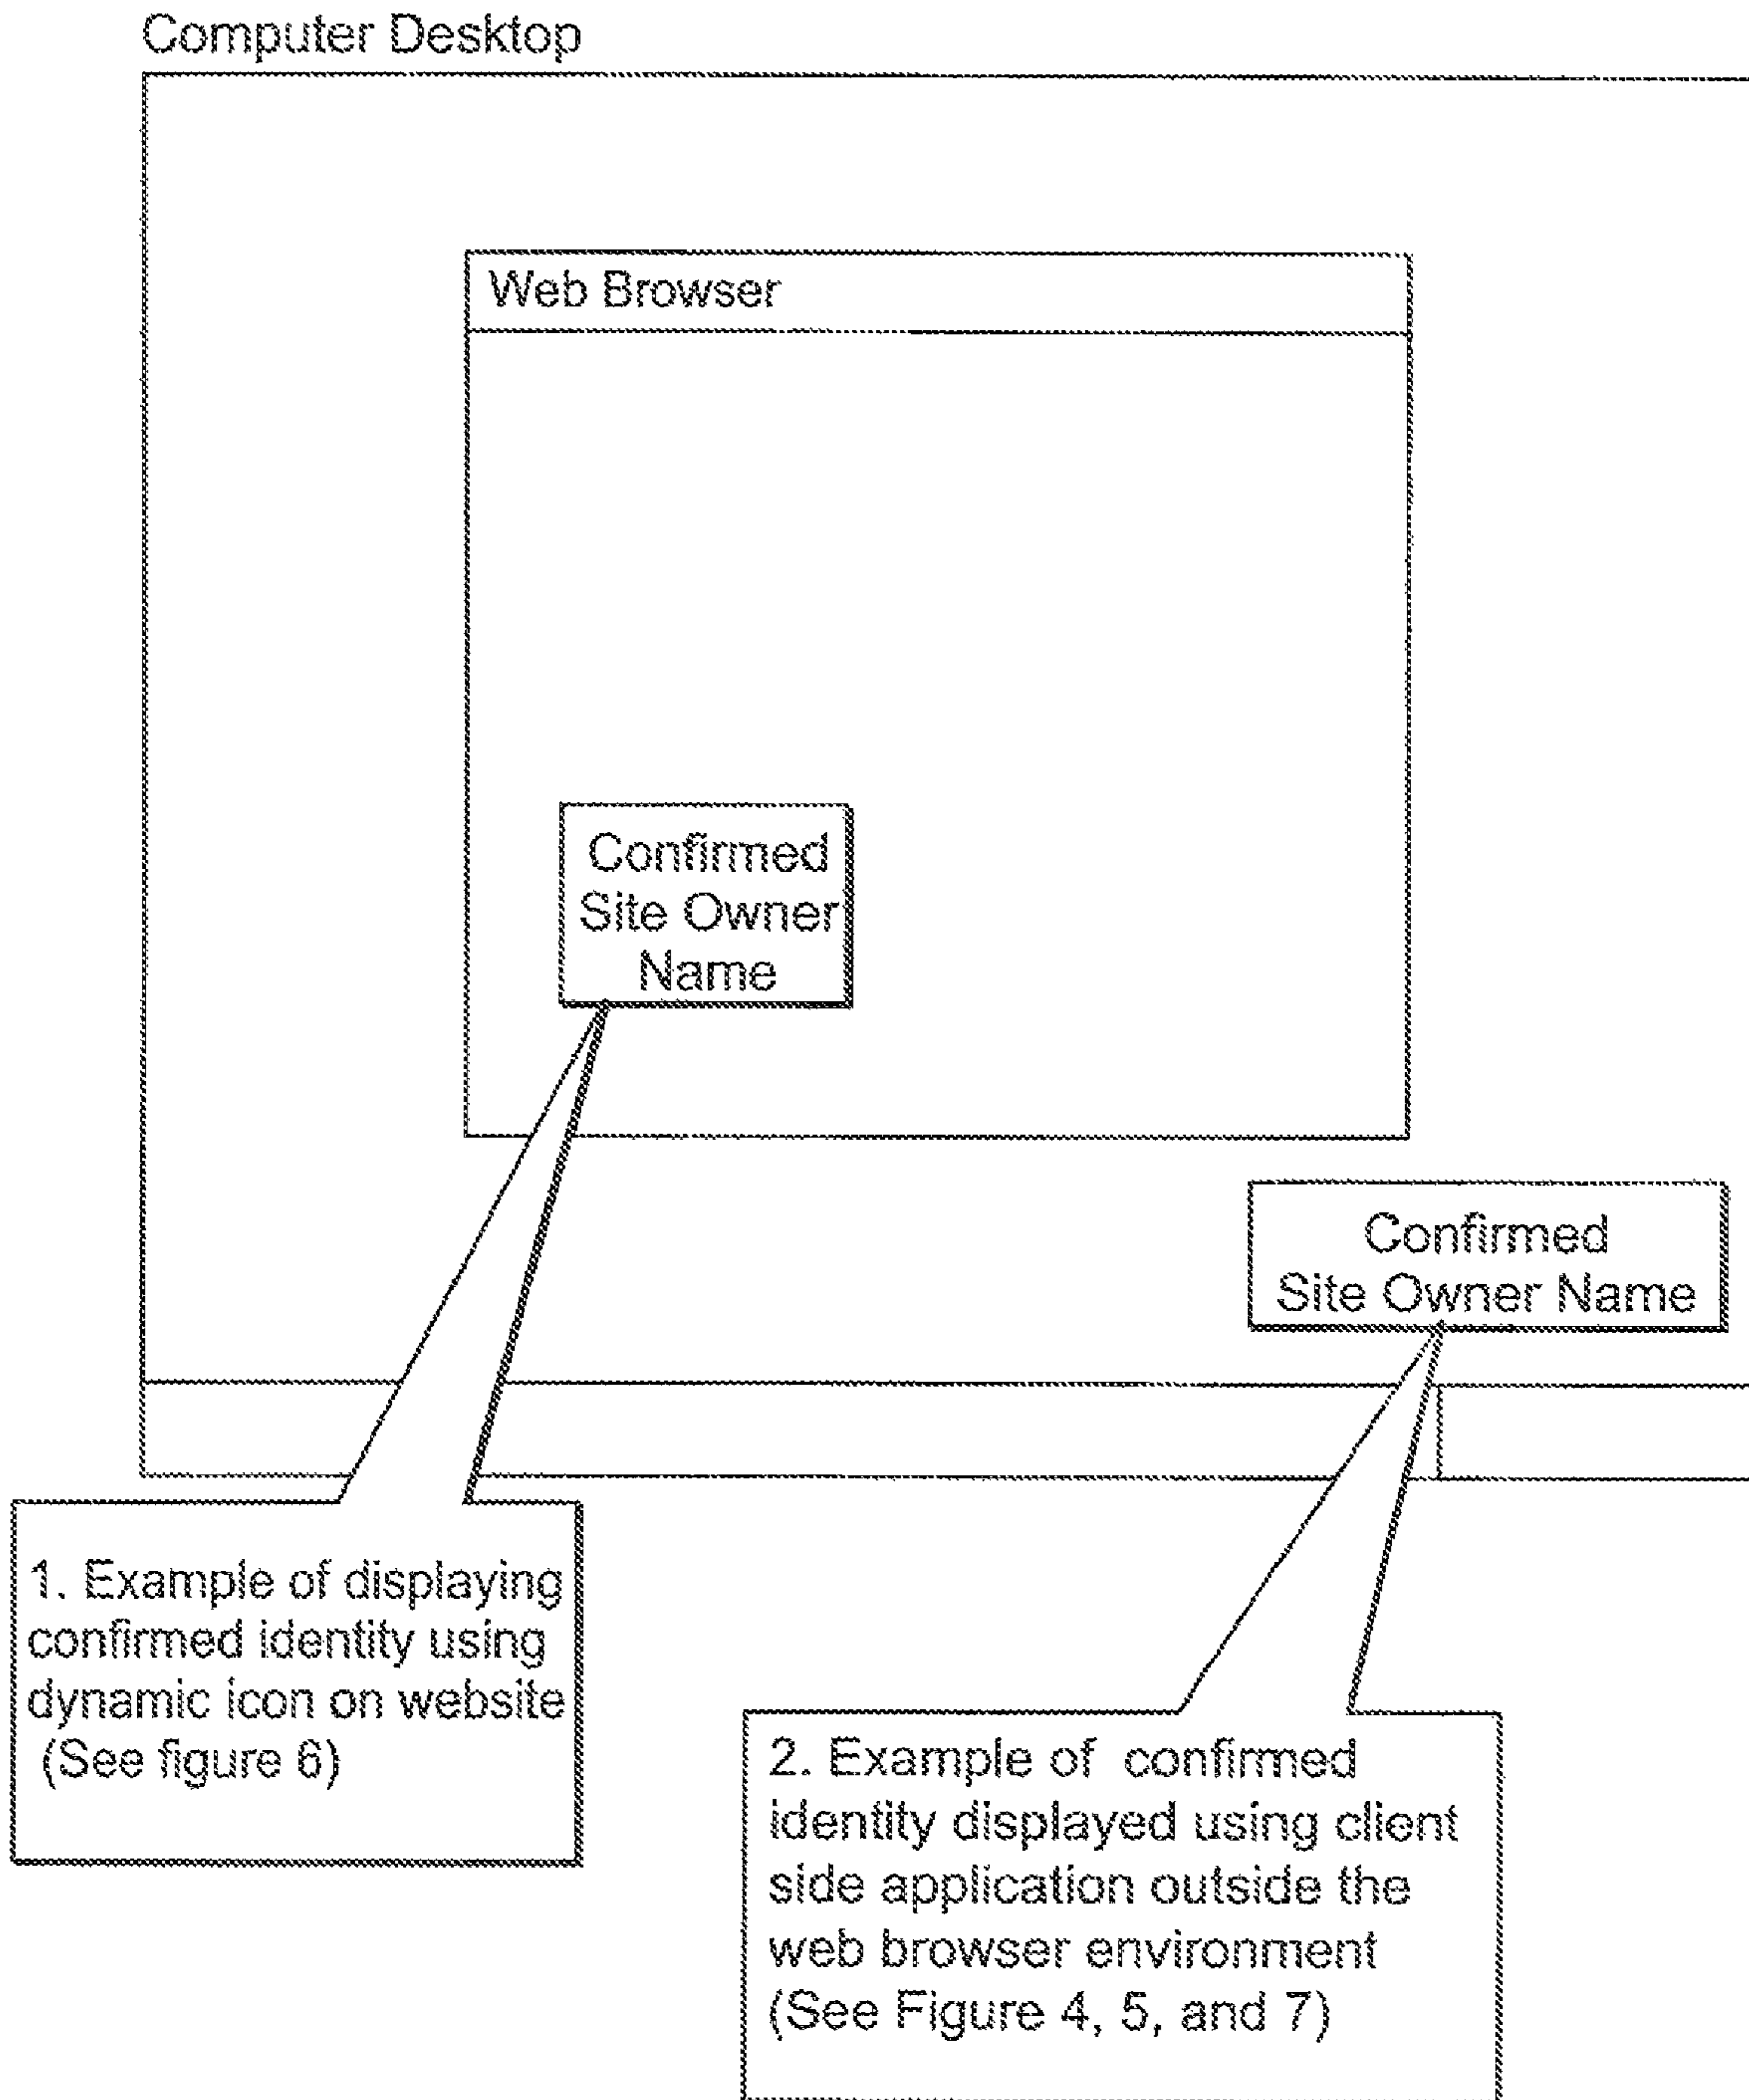 Computer Desktop
Web Browser
Confirmed
Site Owner
Name
Confirmed
Site Owner Name
1. Example of displaying
confirmed identity using
dynamic icon on website
(See figure 6)
2. Example of confirmed
identity displayed using client
side application outside the
web browser environment
(See Figure 4, 5, and 7)